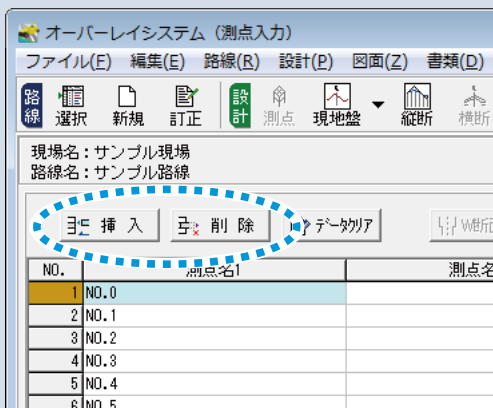 オーバーレイシステム (測点入力)
ファイル(F) 編集(E) 路線(R) 設計(P) 図面(Z) 書類(D)
路線 選択 新規 訂正 設計 測点 現地盤 縦断 横断
現場名：サンプル現場
路線名：サンプル路線
挿 入 削 除 データクリア W断面
NO. 測点名1 測点名
1 NO.0
2 NO.1
3 NO.2
4 NO.3
5 NO.4
6 NO.5